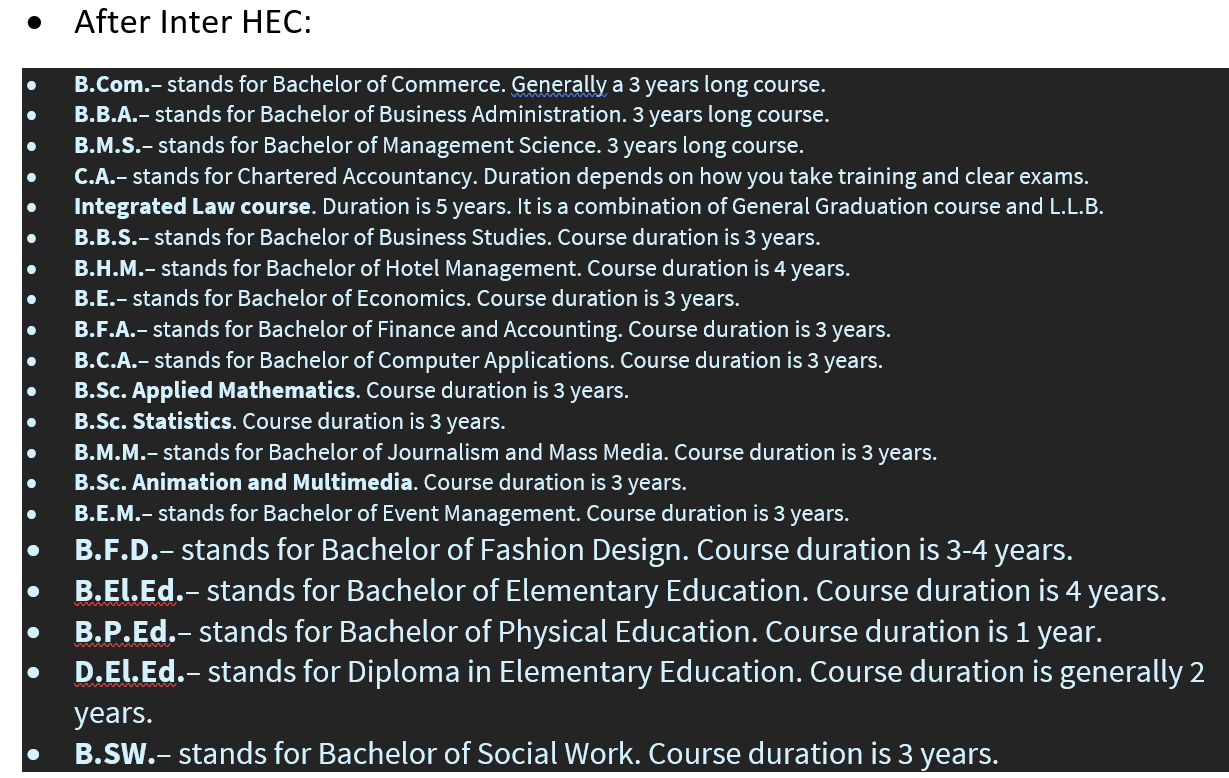 • After Inter HEC:
• B.Com.– stands for Bachelor of Commerce. Generally a 3 years long course.
• B.B.A.– stands for Bachelor of Business Administration. 3 years long course.
• B.M.S.– stands for Bachelor of Management Science. 3 years long course.
• C.A.– stands for Chartered Accountancy. Duration depends on how you take training and clear exams.
• Integrated Law course. Duration is 5 years. It is a combination of General Graduation course and L.L.B.
• B.B.S.– stands for Bachelor of Business Studies. Course duration is 3 years.
• B.H.M.– stands for Bachelor of Hotel Management. Course duration is 4 years.
• B.E.– stands for Bachelor of Economics. Course duration is 3 years.
• B.F.A.– stands for Bachelor of Finance and Accounting. Course duration is 3 years.
• B.C.A.– stands for Bachelor of Computer Applications. Course duration is 3 years.
• B.Sc. Applied Mathematics. Course duration is 3 years.
• B.Sc. Statistics. Course duration is 3 years.
• B.M.M.– stands for Bachelor of Journalism and Mass Media. Course duration is 3 years.
• B.Sc. Animation and Multimedia. Course duration is 3 years.
• B.E.M.– stands for Bachelor of Event Management. Course duration is 3 years.
• B.F.D.– stands for Bachelor of Fashion Design. Course duration is 3-4 years.
• B.El.Ed.– stands for Bachelor of Elementary Education. Course duration is 4 years.
• B.P.Ed.– stands for Bachelor of Physical Education. Course duration is 1 year.
• D.El.Ed.– stands for Diploma in Elementary Education. Course duration is generally 2
years.
• B.SW.– stands for Bachelor of Social Work. Course duration is 3 years.